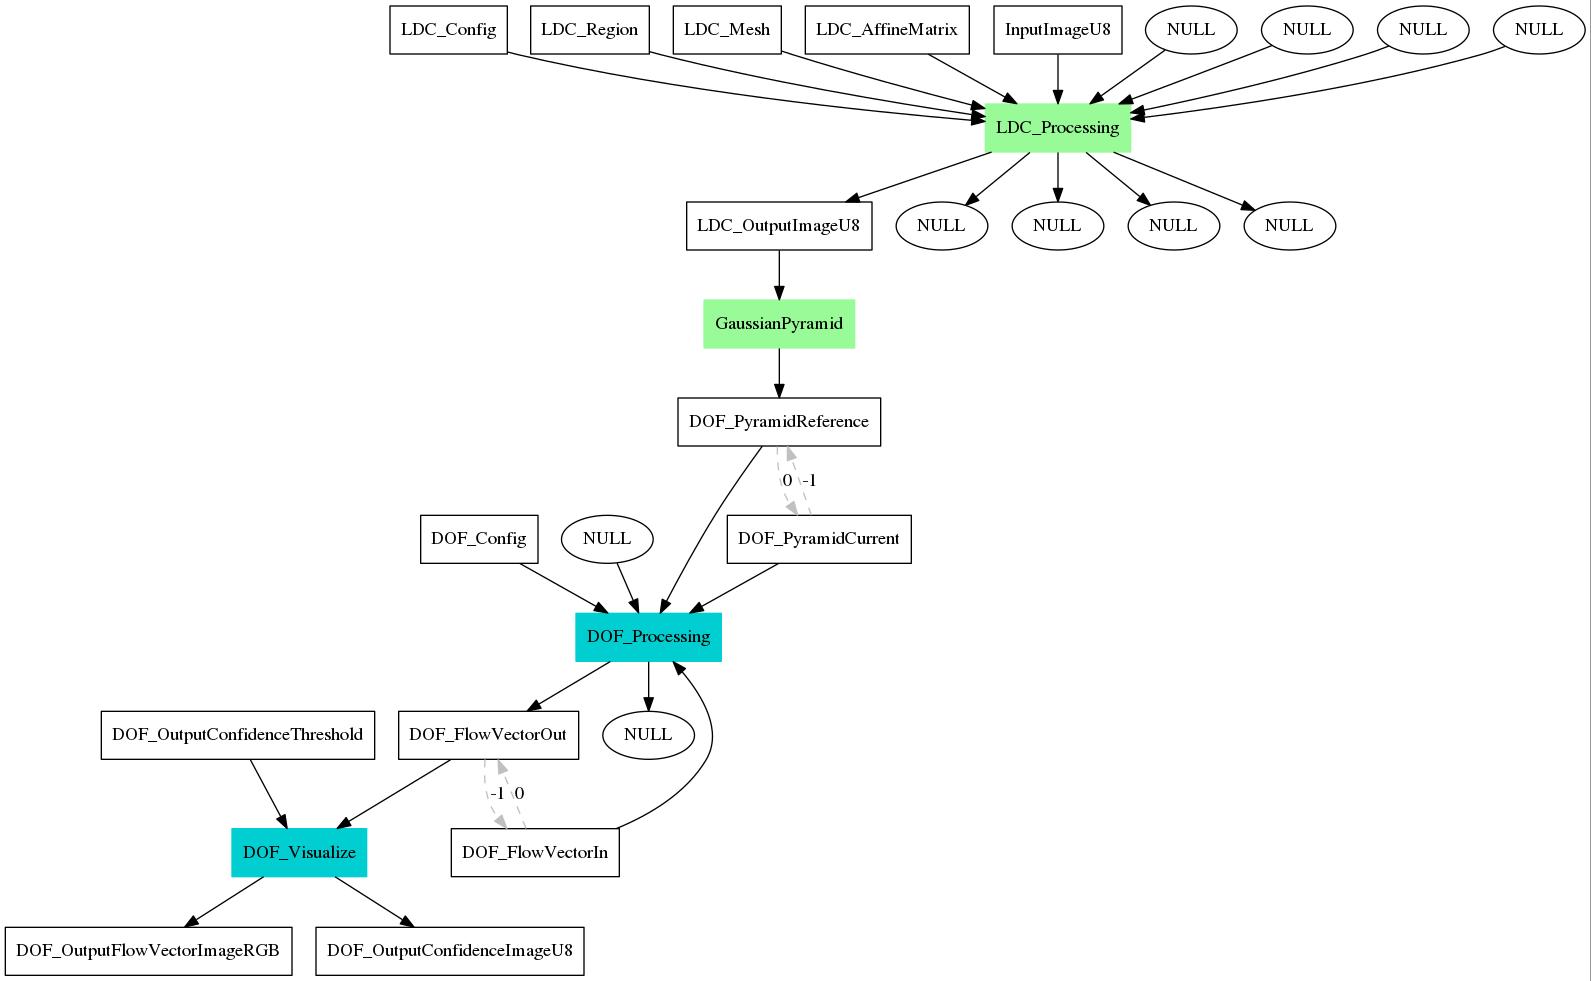 LDC_Config
LDC_Region
LDC_Mesh
LDC_AffineMatrix
InputImageU8
NULL
NULL
NULL
NULL
LDC_Processing
LDC_OutputImageU8
NULL
NULL
NULL
NULL
GaussianPyramid
DOF_PyramidReference
0
-1
DOF_Config
NULL
DOF_PyramidCurrent
DOF_Processing
DOF_OutputConfidenceThreshold
DOF_FlowVectorOut
NULL
-1
0
DOF_Visualize
DOF_FlowVectorIn
DOF_OutputFlowVectorImageRGB
DOF_OutputConfidenceImageU8